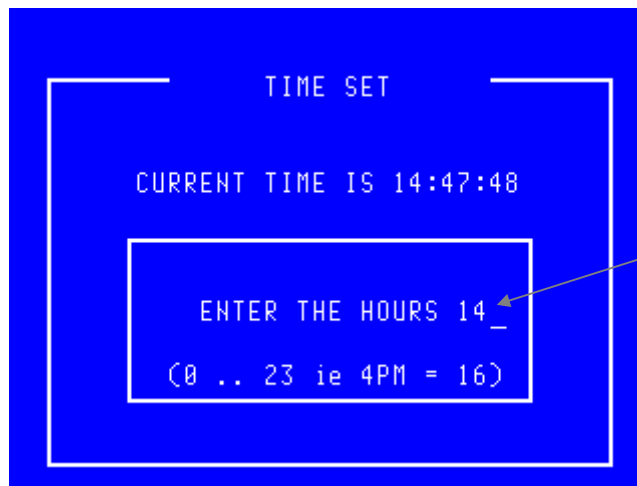 TIME SET
CURRENT TIME IS 14:47:48
ENTER THE HOURS 14_
(0 .. 23 ie 4PM = 16)